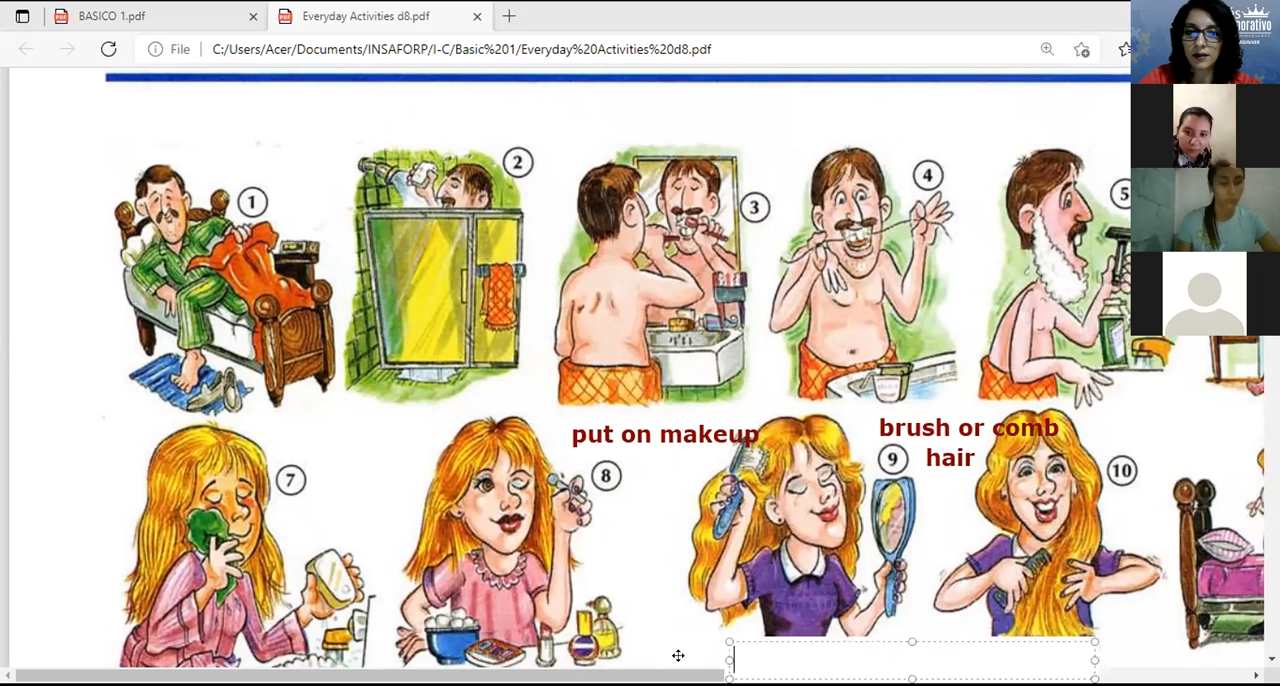 BASICO 1.pdf
Everyday Activities d8.pdf
File
C:/Users/Acer/Documents/INSAFORP/I-C/Basic%201/Everyday%20Activities%20d8.pdf
1
2
3
4
5
put on makeup
brush or comb
hair
7
8
9
10